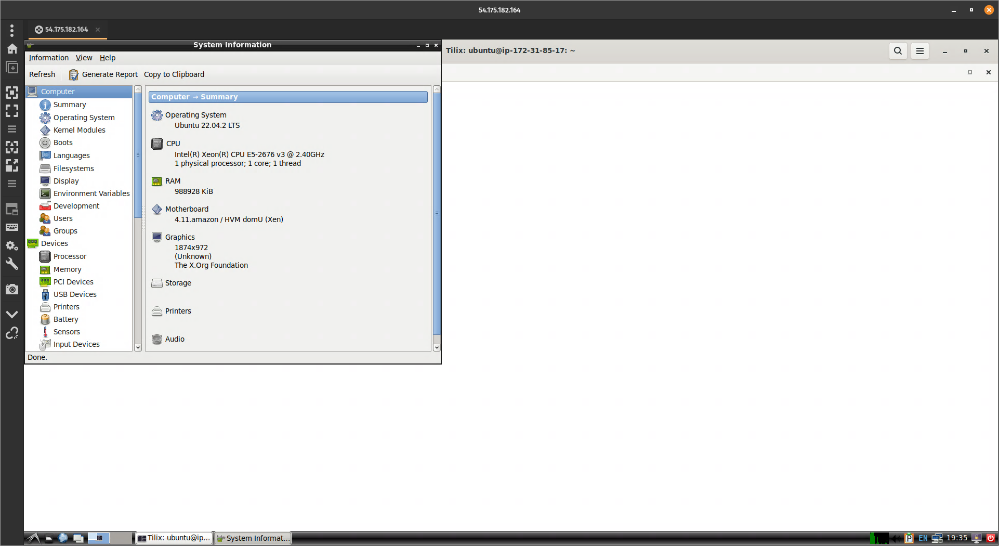 54.175.182.164
54.175.182.164
System Information
Information View Help
Refresh Generate Report Copy to Clipboard
Computer
Summary
Operating System
Kernel Modules
Boots
Languages
Filesystems
Display
Environment Variables
Development
Users
Groups
Devices
Processor
Memory
PCI Devices
USB Devices
Printers
Battery
Sensors
Input Devices
Computer → Summary
Operating System
Ubuntu 22.04.2 LTS
CPU
Intel(R) Xeon(R) CPU E5-2676 v3 @ 2.40GHz
1 physical processor; 1 core; 1 thread
RAM
988928 KiB
Motherboard
4.11.amazon / HVM domU (Xen)
Graphics
1874x972
(Unknown)
The X.Org Foundation
Storage
Printers
Audio
Done.
Tilix: ubuntu@ip-172-31-85-17: ~
Tilix: ubuntu@ip...
System Informat...
P EN 19:35